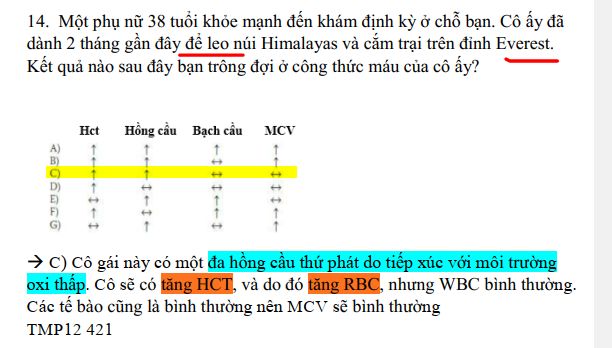 14. Một phụ nữ 38 tuổi khỏe mạnh đến khám định kỳ ở chỗ bạn. Cô ấy đã
dành 2 tháng gần đây để leo núi Himalayas và cắm trại trên đỉnh Everest.
Kết quả nào sau đây bạn trông đợi ở công thức máu của cô ấy?
Hct Hồng cầu Bạch cầu MCV
A) ↑ ↑ ↑ ↑
B) ↑ ↑ ↔ ↑
C) ↑ ↑ ↔ ↔
D) ↑ ↔ ↔ ↔
E) ↔ ↑ ↑ ↔
F) ↑ ↔ ↑ ↑
G) ↔ ↑ ↔ ↑
→ C) Cô gái này có một đa hồng cầu thứ phát do tiếp xúc với môi trường
oxi thấp. Cô sẽ có tăng HCT, và do đó tăng RBC, nhưng WBC bình thường.
Các tế bào cũng là bình thường nên MCV sẽ bình thường
TMP12 421